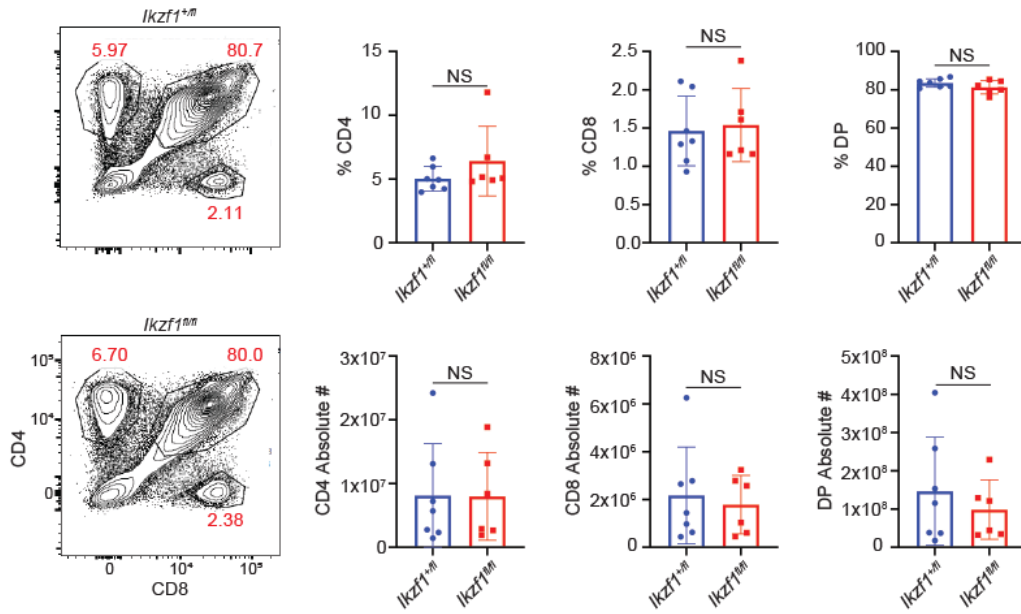 Ikzf1+/fl
5.97 80.7
2.11
15
10
5
0
% CD4
NS
Ikzf1+/fl
Ikzf1fl/fl
2.5
2.0
1.5
1.0
0.5
0.0
% CD8
NS
Ikzf1+/fl
Ikzf1fl/fl
100
80
60
40
20
0
% DP
NS
Ikzf1+/fl
Ikzf1fl/fl
Ikzf1fl/fl
6.70 80.0
2.38
10⁵
10⁴
0
CD4
0 10⁴ 10⁵
CD8
3x10⁷
2x10⁷
1x10⁷
0
CD4 Absolute #
NS
Ikzf1+/fl
Ikzf1fl/fl
8x10⁶
6x10⁶
4x10⁶
2x10⁶
0
CD8 Absolute #
NS
Ikzf1+/fl
Ikzf1fl/fl
5x10⁸
4x10⁸
3x10⁸
2x10⁸
1x10⁸
0
DP Absolute #
NS
Ikzf1+/fl
Ikzf1fl/fl